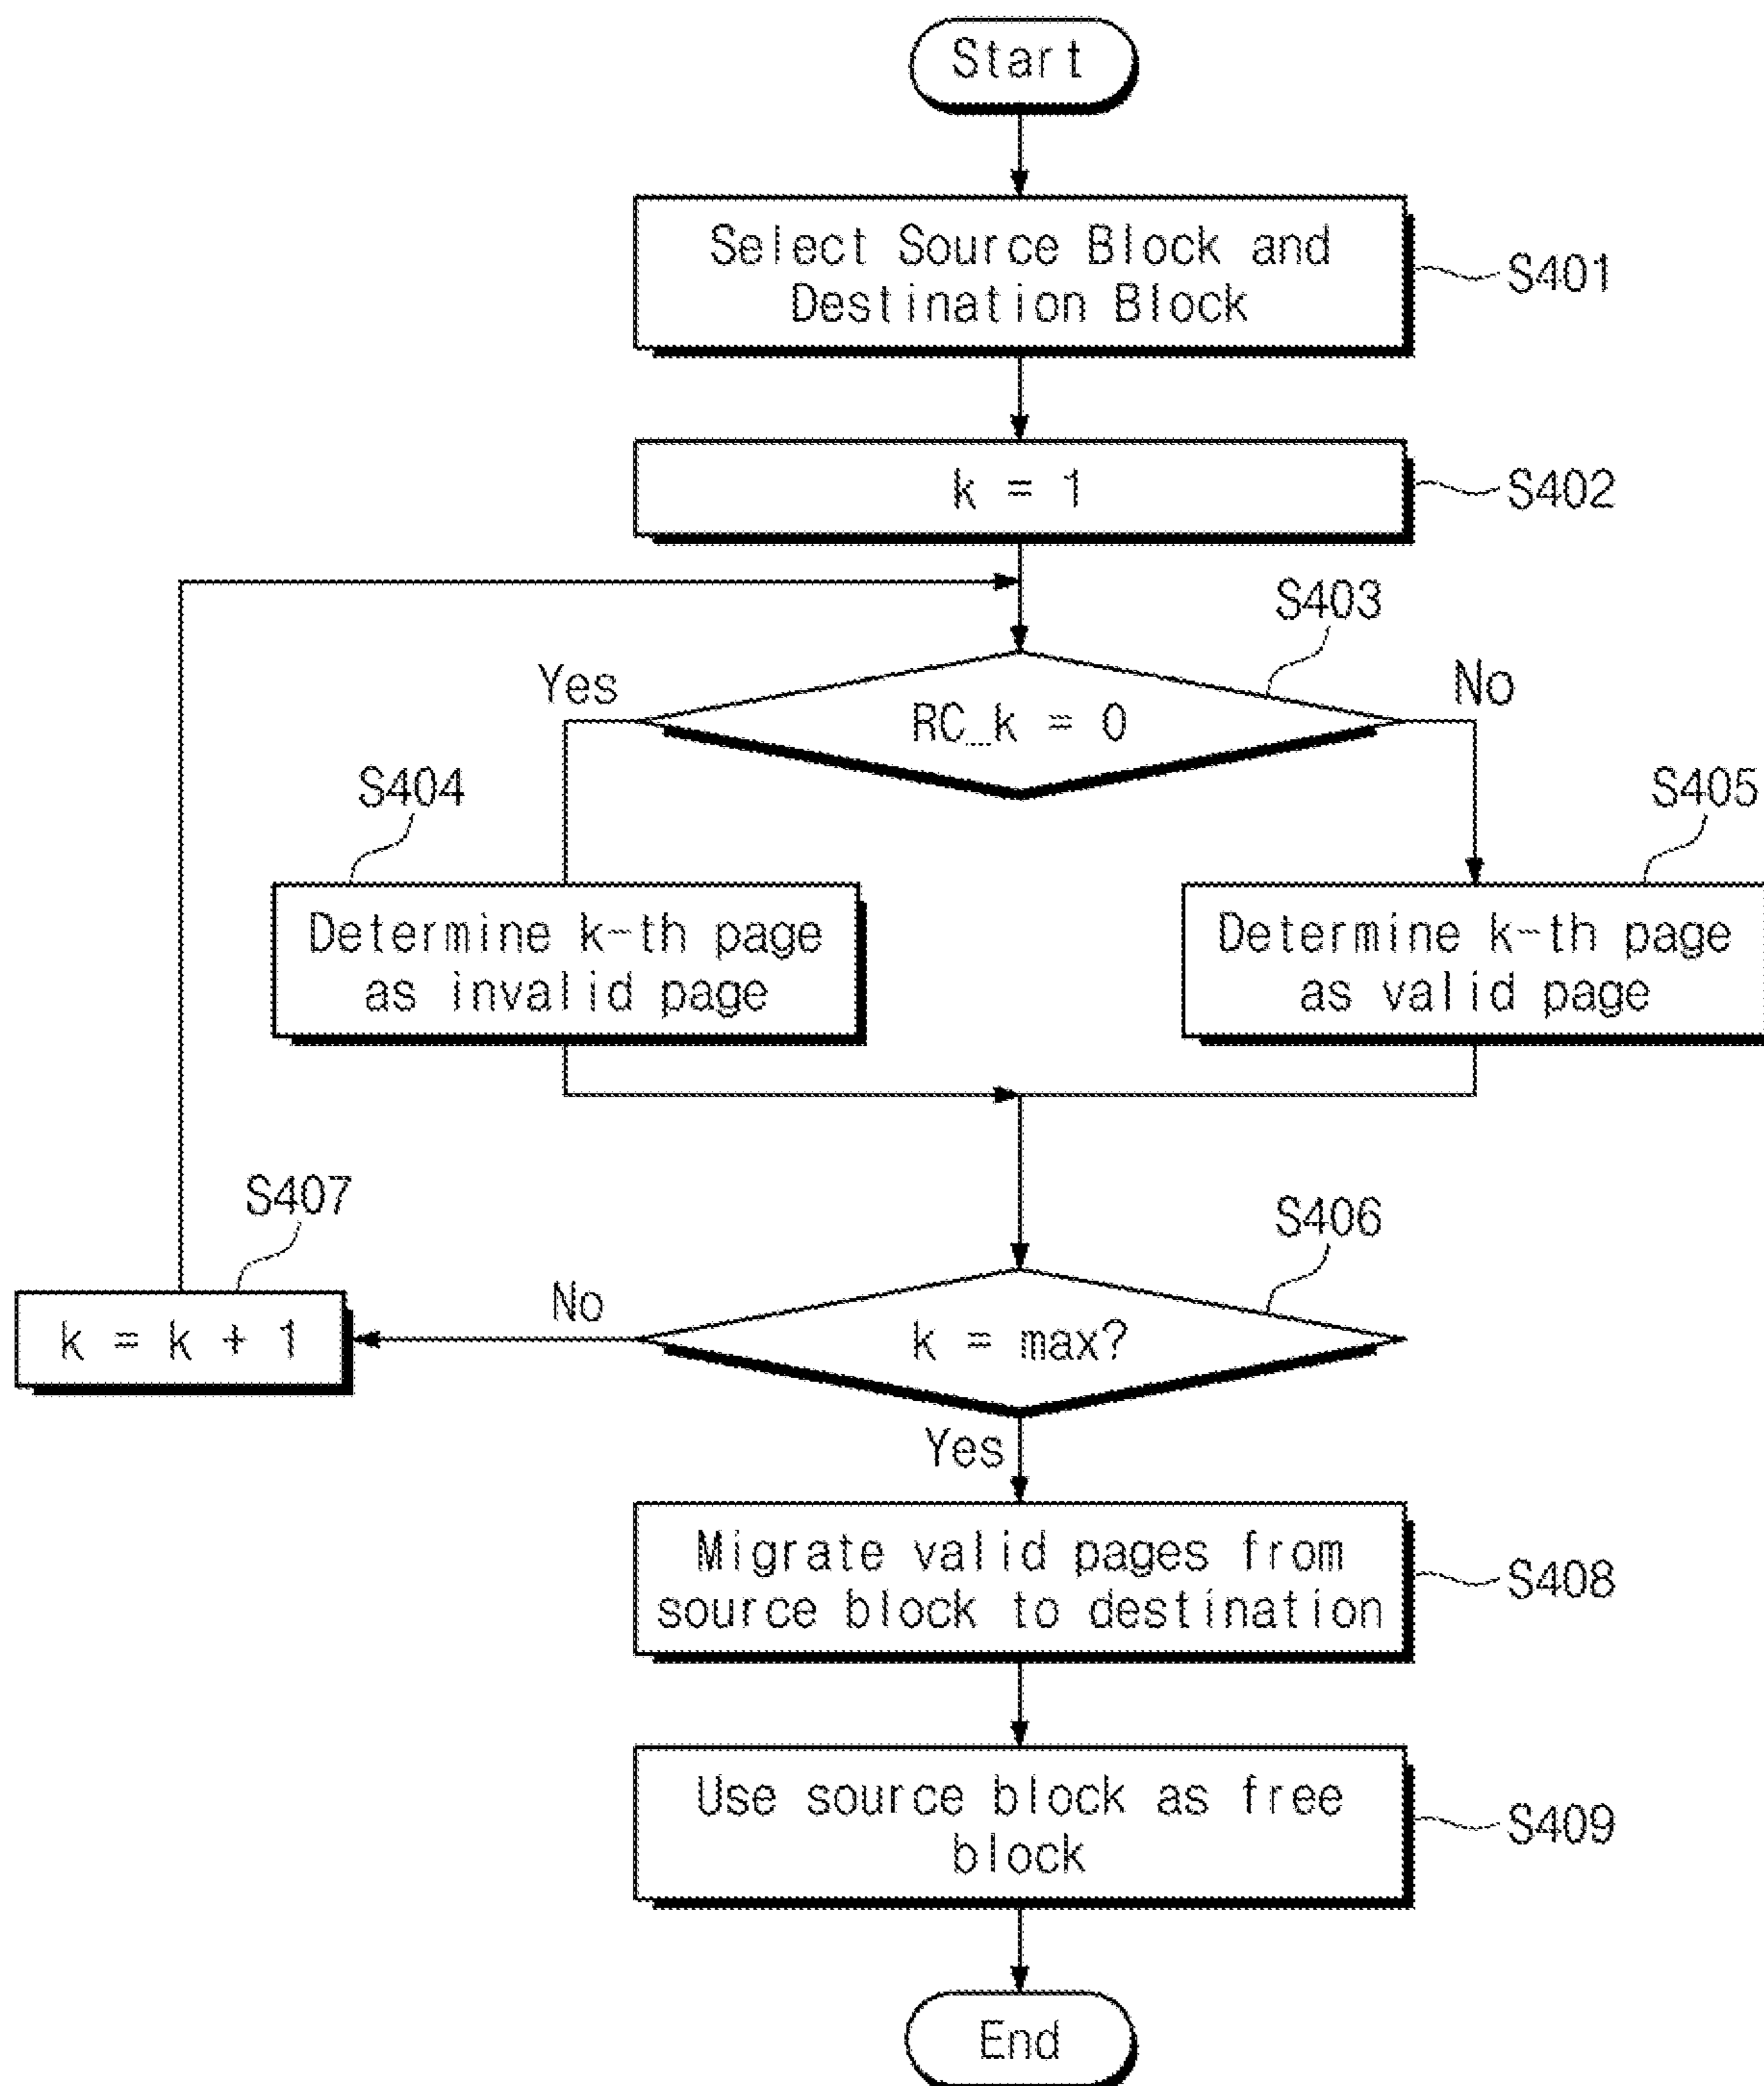 Start
Select Source Block and
Destination Block
S401
k = 1
S402
S403
Yes
RC_k = 0
No
S404
S405
Determine k-th page
as invalid page
Determine k-th page
as valid page
S407
S406
k = k + 1
No
k = max?
Yes
Migrate valid pages from
source block to destination
S408
Use source block as free
block
S409
End